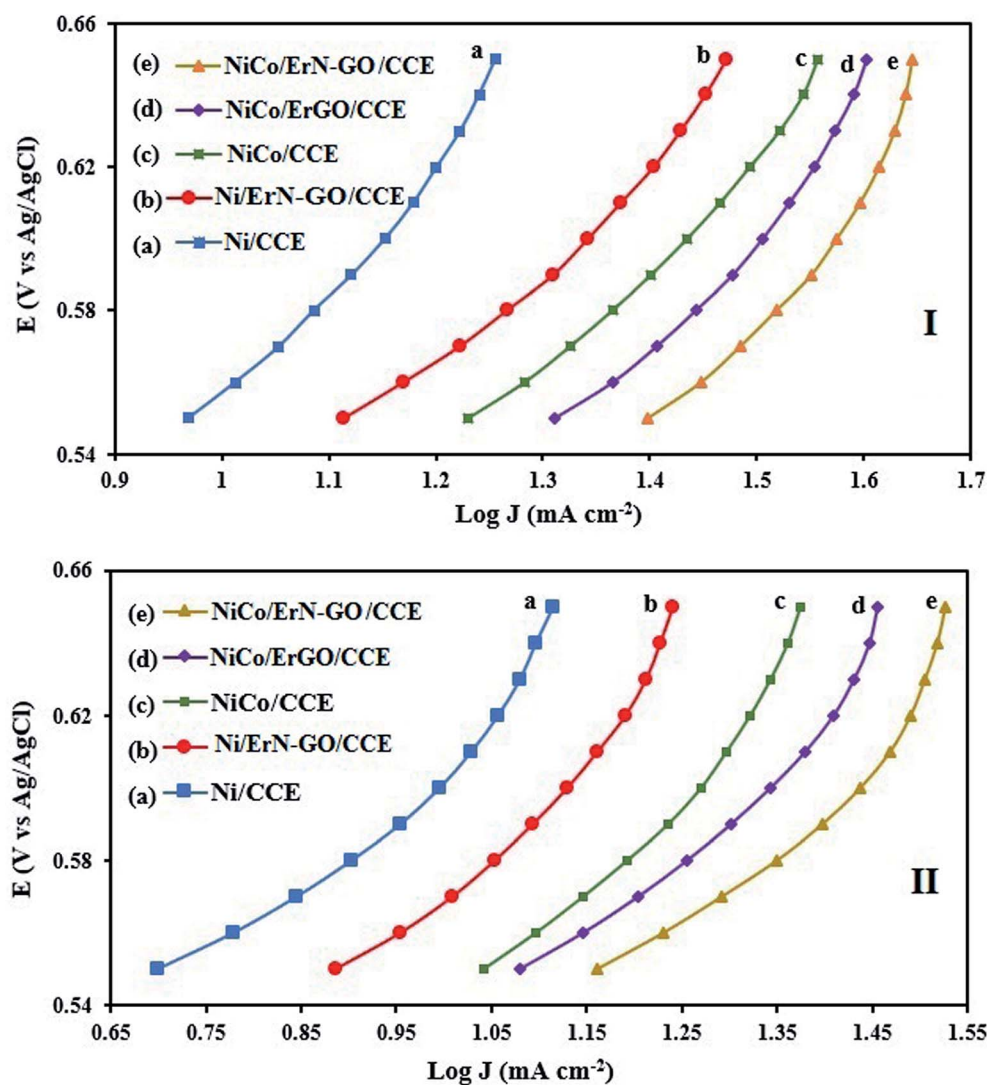 0.66
0.62
0.58
0.54
E (V vs Ag/AgCl)
(e) NiCo/ErN-GO/CCE
(d) NiCo/ErGO/CCE
(c) NiCo/CCE
(b) Ni/ErN-GO/CCE
(a) Ni/CCE
a b c d e
I
0.9 1 1.1 1.2 1.3 1.4 1.5 1.6 1.7
Log J (mA cm-2)
0.66
0.62
0.58
0.54
E (V vs Ag/AgCl)
(e) NiCo/ErN-GO/CCE
(d) NiCo/ErGO/CCE
(c) NiCo/CCE
(b) Ni/ErN-GO/CCE
(a) Ni/CCE
a b c d e
II
0.65 0.75 0.85 0.95 1.05 1.15 1.25 1.35 1.45 1.55
Log J (mA cm-2)